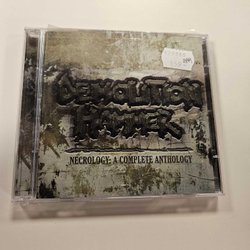 DEMOLITION
HAMMER
NECROLOGY: A COMPLETE ANTHOLOGY